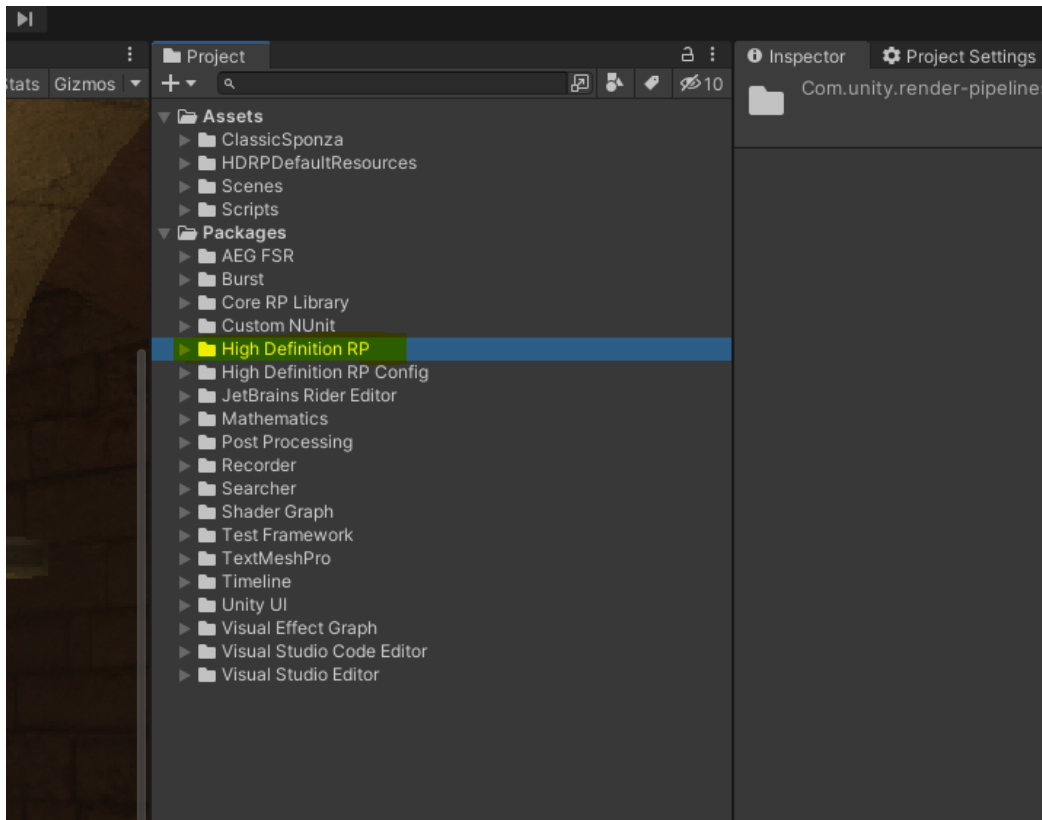 Project
Inspector
Project Settings
Stats Gizmos
10
Com.unity.render-pipeline
Assets
ClassicSponza
HDRPDefaultResources
Scenes
Scripts
Packages
AEG FSR
Burst
Core RP Library
Custom NUnit
High Definition RP
High Definition RP Config
JetBrains Rider Editor
Mathematics
Post Processing
Recorder
Searcher
Shader Graph
Test Framework
TextMeshPro
Timeline
Unity UI
Visual Effect Graph
Visual Studio Code Editor
Visual Studio Editor